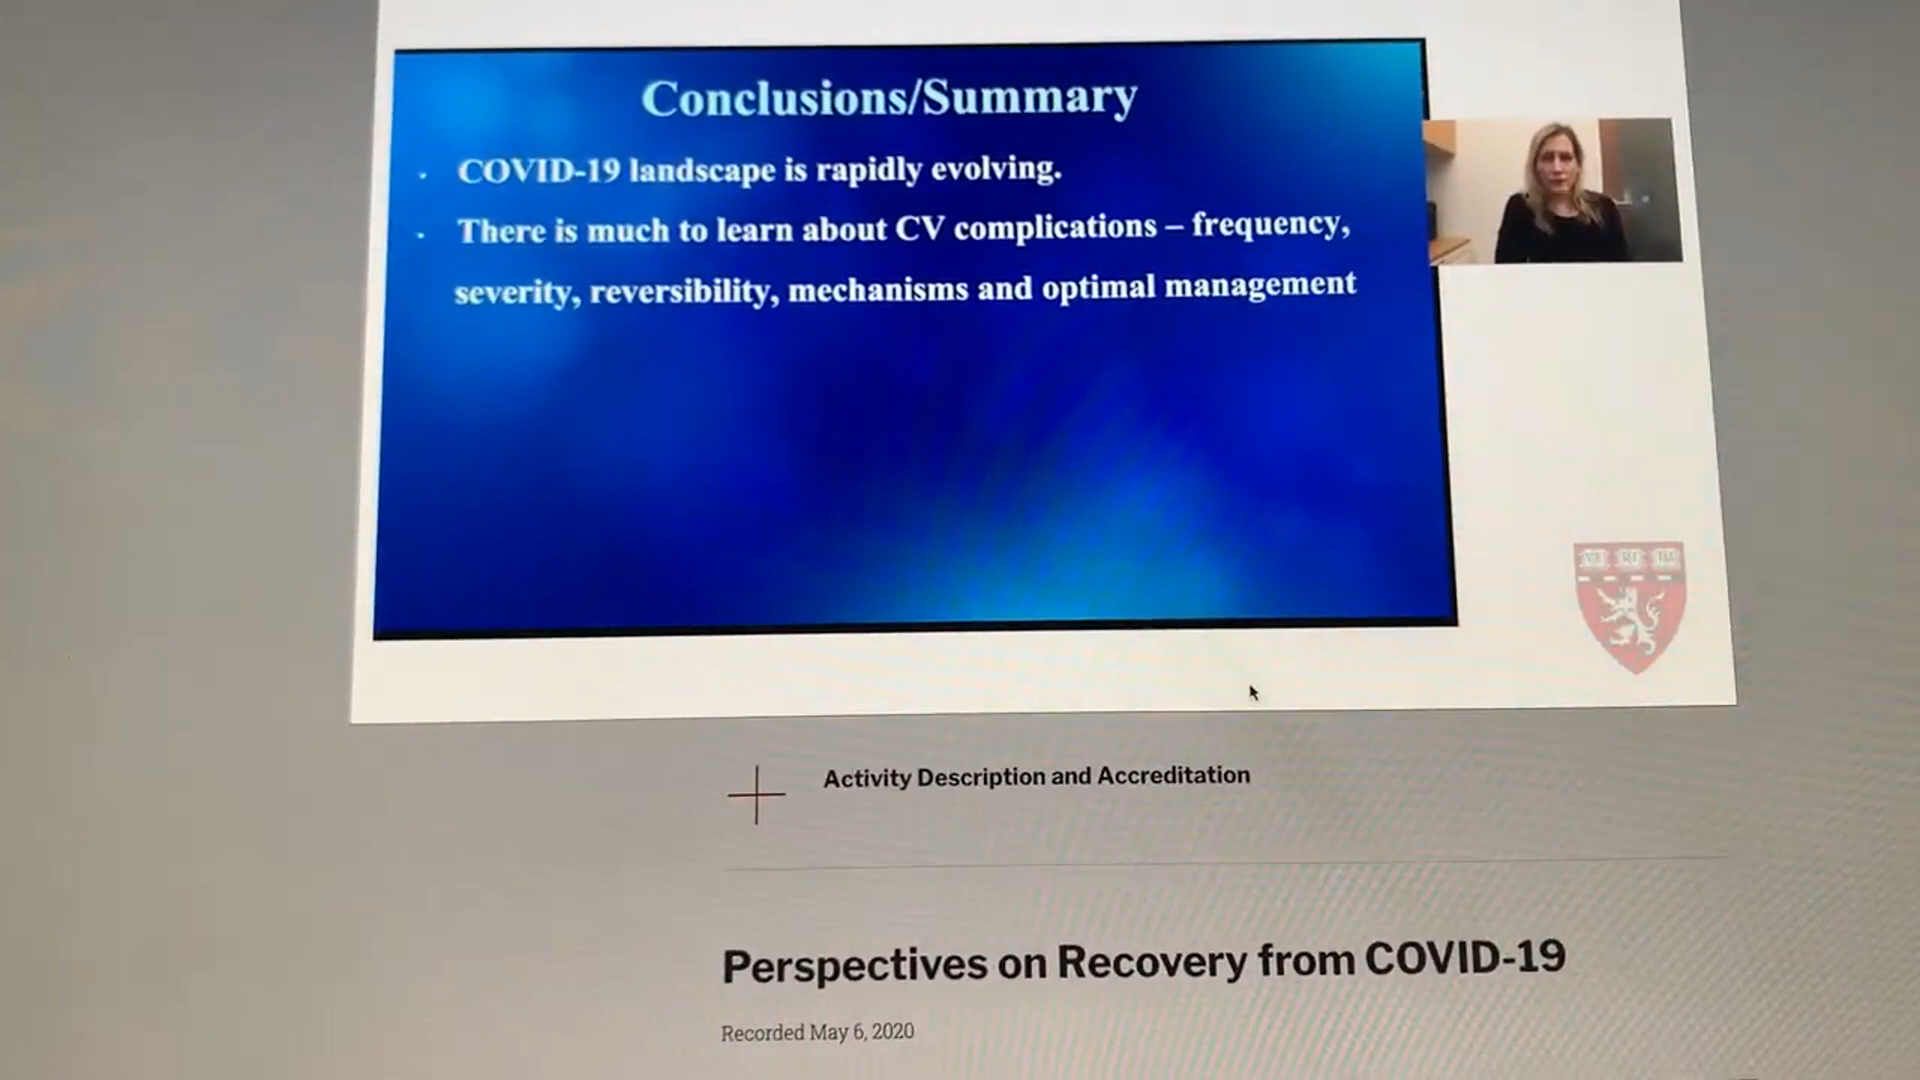 Conclusions/Summary
· COVID-19 landscape is rapidly evolving.
· There is much to learn about CV complications – frequency,
severity, reversibility, mechanisms and optimal management
Activity Description and Accreditation
Perspectives on Recovery from COVID-19
Recorded May 6, 2020